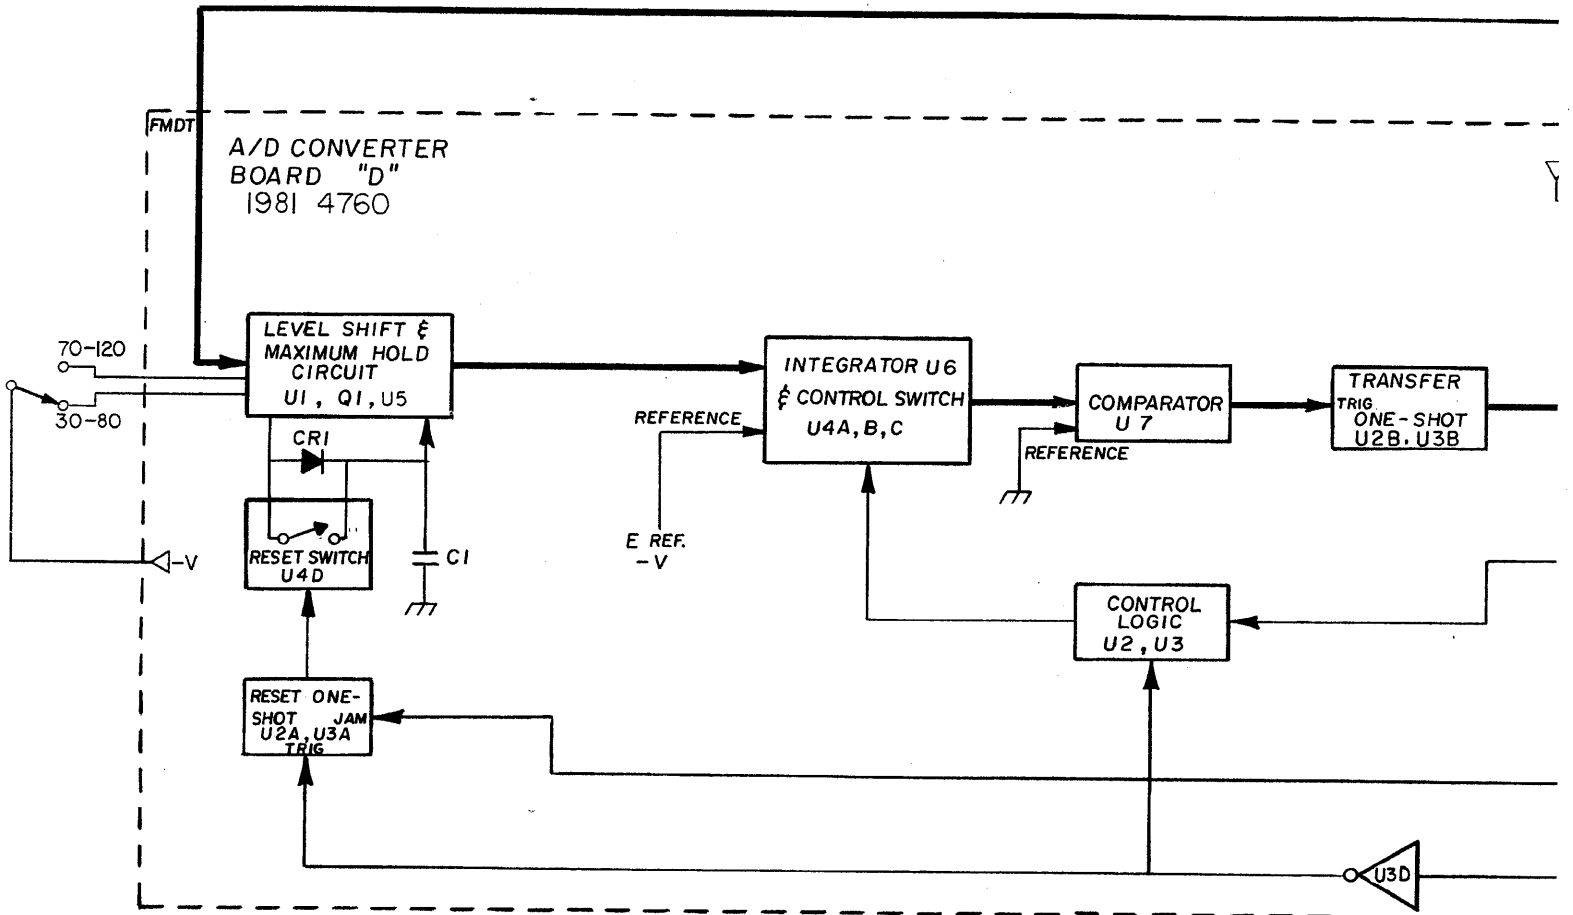 FMDT
A/D CONVERTER
BOARD "D"
1981 4760
70-120
30-80
LEVEL SHIFT &
MAXIMUM HOLD
CIRCUIT
U1, Q1, U5
CR1
RESET SWITCH
U4D
C1
-V
RESET ONE-
SHOT JAM
U2A, U3A
TRIG
INTEGRATOR U6
& CONTROL SWITCH
U4A, B, C
REFERENCE
E REF.
-V
COMPARATOR
U7
REFERENCE
TRANSFER
TRIG.
ONE-SHOT
U2B. U3B
CONTROL
LOGIC
U2, U3
U3D